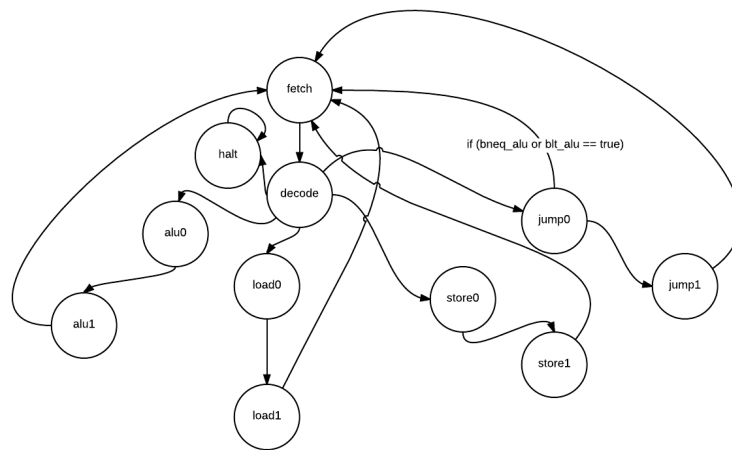 fetch
if (bneq_alu or blt_alu == true)
halt
decode
jump0
alu0
load0
jump1
store0
alu1
store1
load1